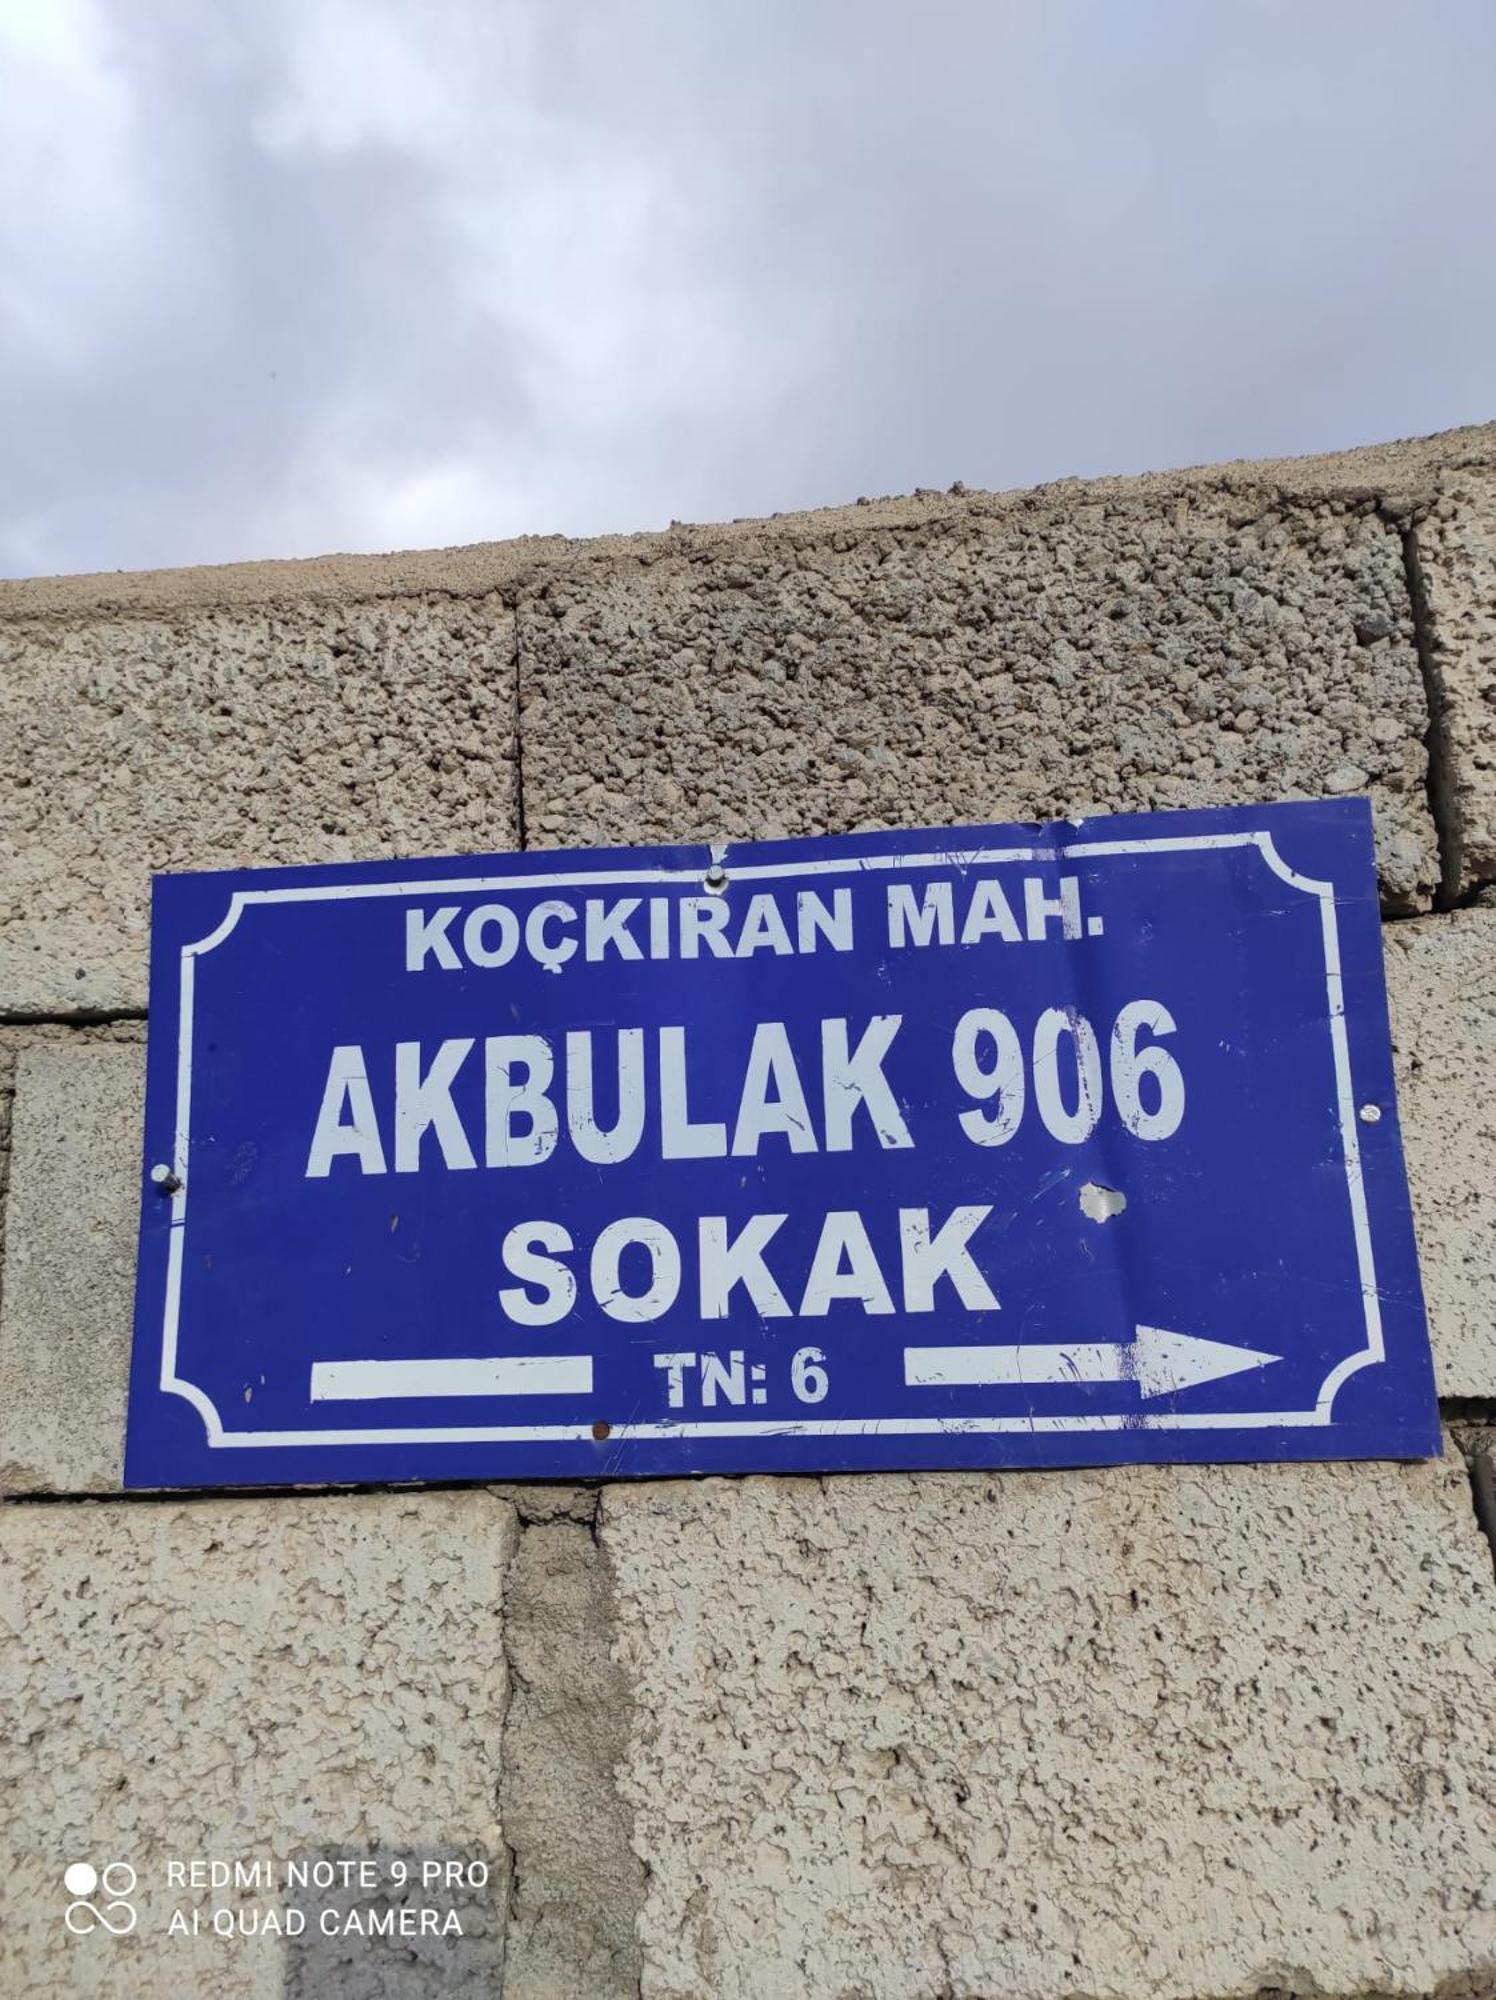 KOÇKIRAN MAH.
AKBULAK 906
SOKAK
TN: 6
REDMI NOTE 9 PRO
AI QUAD CAMERA